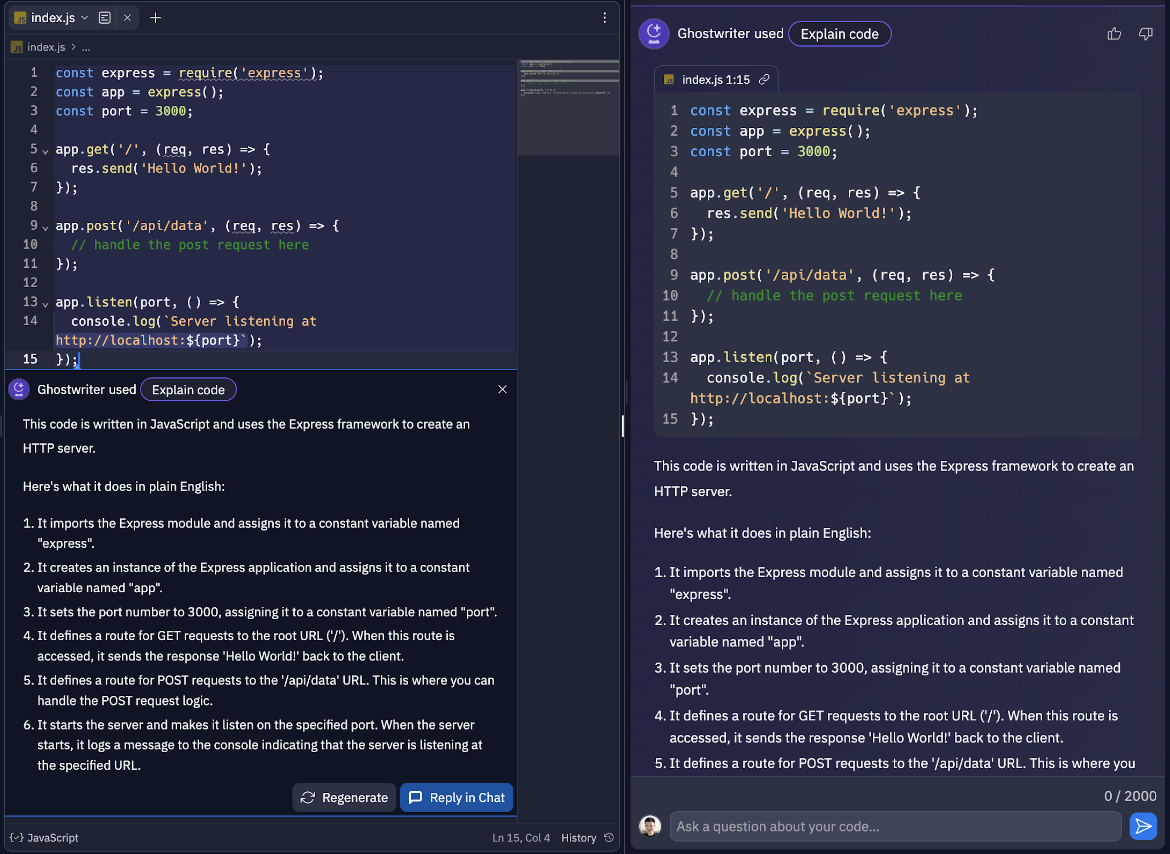 JS index.js
JS index.js > ...
1 const express = require('express');
2 const app = express();
3 const port = 3000;
4
5 app.get('/', (req, res) => {
6 res.send('Hello World!');
7 });
8
9 app.post('/api/data', (req, res) => {
10 // handle the post request here
11 });
12
13 app.listen(port, () => {
14 console.log(`Server listening at
http://localhost:${port}`);
15 });
Ghostwriter used Explain code
This code is written in JavaScript and uses the Express framework to create an
HTTP server.
Here's what it does in plain English:
1. It imports the Express module and assigns it to a constant variable named
"express".
2. It creates an instance of the Express application and assigns it to a constant
variable named "app".
3. It sets the port number to 3000, assigning it to a constant variable named "port".
4. It defines a route for GET requests to the root URL ('/'). When this route is
accessed, it sends the response 'Hello World!' back to the client.
5. It defines a route for POST requests to the '/api/data' URL. This is where you can
handle the POST request logic.
6. It starts the server and makes it listen on the specified port. When the server
starts, it logs a message to the console indicating that the server is listening at
the specified URL.
Regenerate Reply in Chat
JavaScript Ln 15, Col 4 History
Ghostwriter used Explain code
JS index.js 1:15
1 const express = require('express');
2 const app = express();
3 const port = 3000;
4
5 app.get('/', (req, res) => {
6 res.send('Hello World!');
7 });
8
9 app.post('/api/data', (req, res) => {
10 // handle the post request here
11 });
12
13 app.listen(port, () => {
14 console.log(`Server listening at
http://localhost:${port}`);
15 });
This code is written in JavaScript and uses the Express framework to create an
HTTP server.
Here's what it does in plain English:
1. It imports the Express module and assigns it to a constant variable named
"express".
2. It creates an instance of the Express application and assigns it to a constant
variable named "app".
3. It sets the port number to 3000, assigning it to a constant variable named
"port".
4. It defines a route for GET requests to the root URL ('/'). When this route is
accessed, it sends the response 'Hello World!' back to the client.
5. It defines a route for POST requests to the '/api/data' URL. This is where you
0 / 2000
Ask a question about your code...